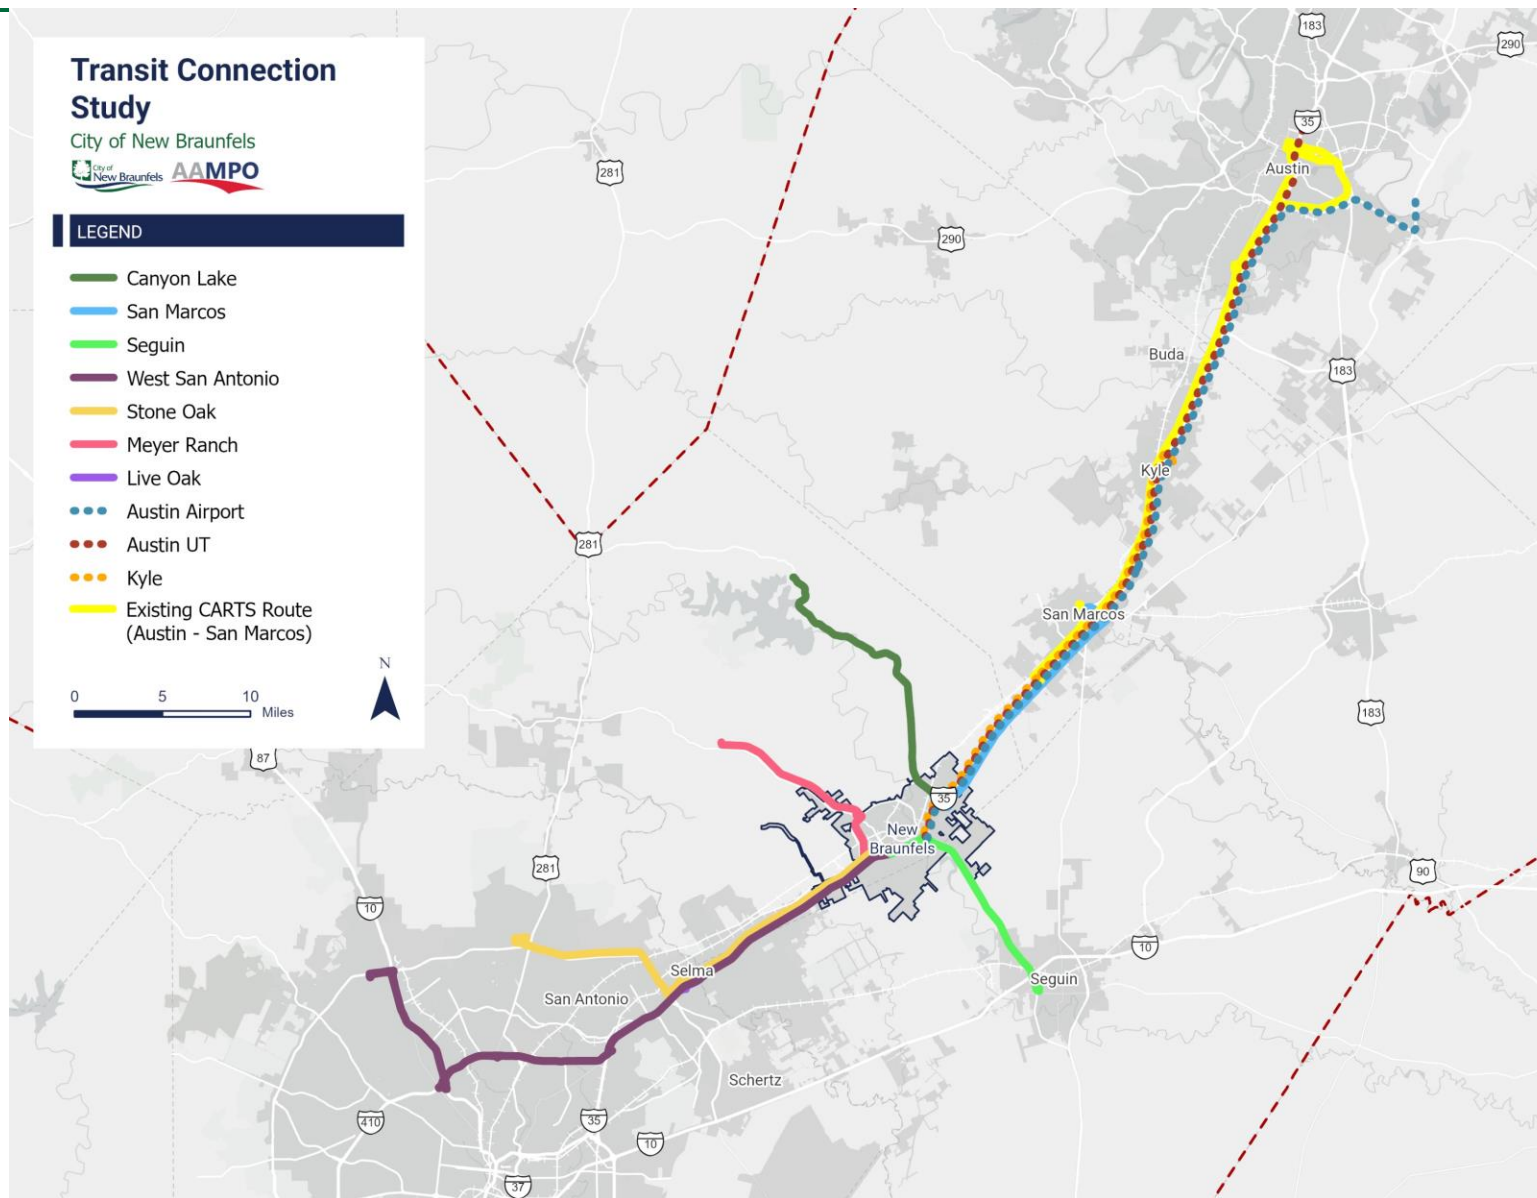 Transit Connection
Study
City of New Braunfels
City of
New Braunfels
AAMPO
LEGEND
Canyon Lake
San Marcos
Seguin
West San Antonio
Stone Oak
Meyer Ranch
Live Oak
Austin Airport
Austin UT
Kyle
Existing CARTS Route
(Austin - San Marcos)
N
0 5 10
Miles
183
290
35
281
Austin
290
Buda
183
Kyle
281
San Marcos
183
87
35
New
Braunfels
281
90
10
10
Selma
Seguin
San Antonio
Schertz
410
35
10
37